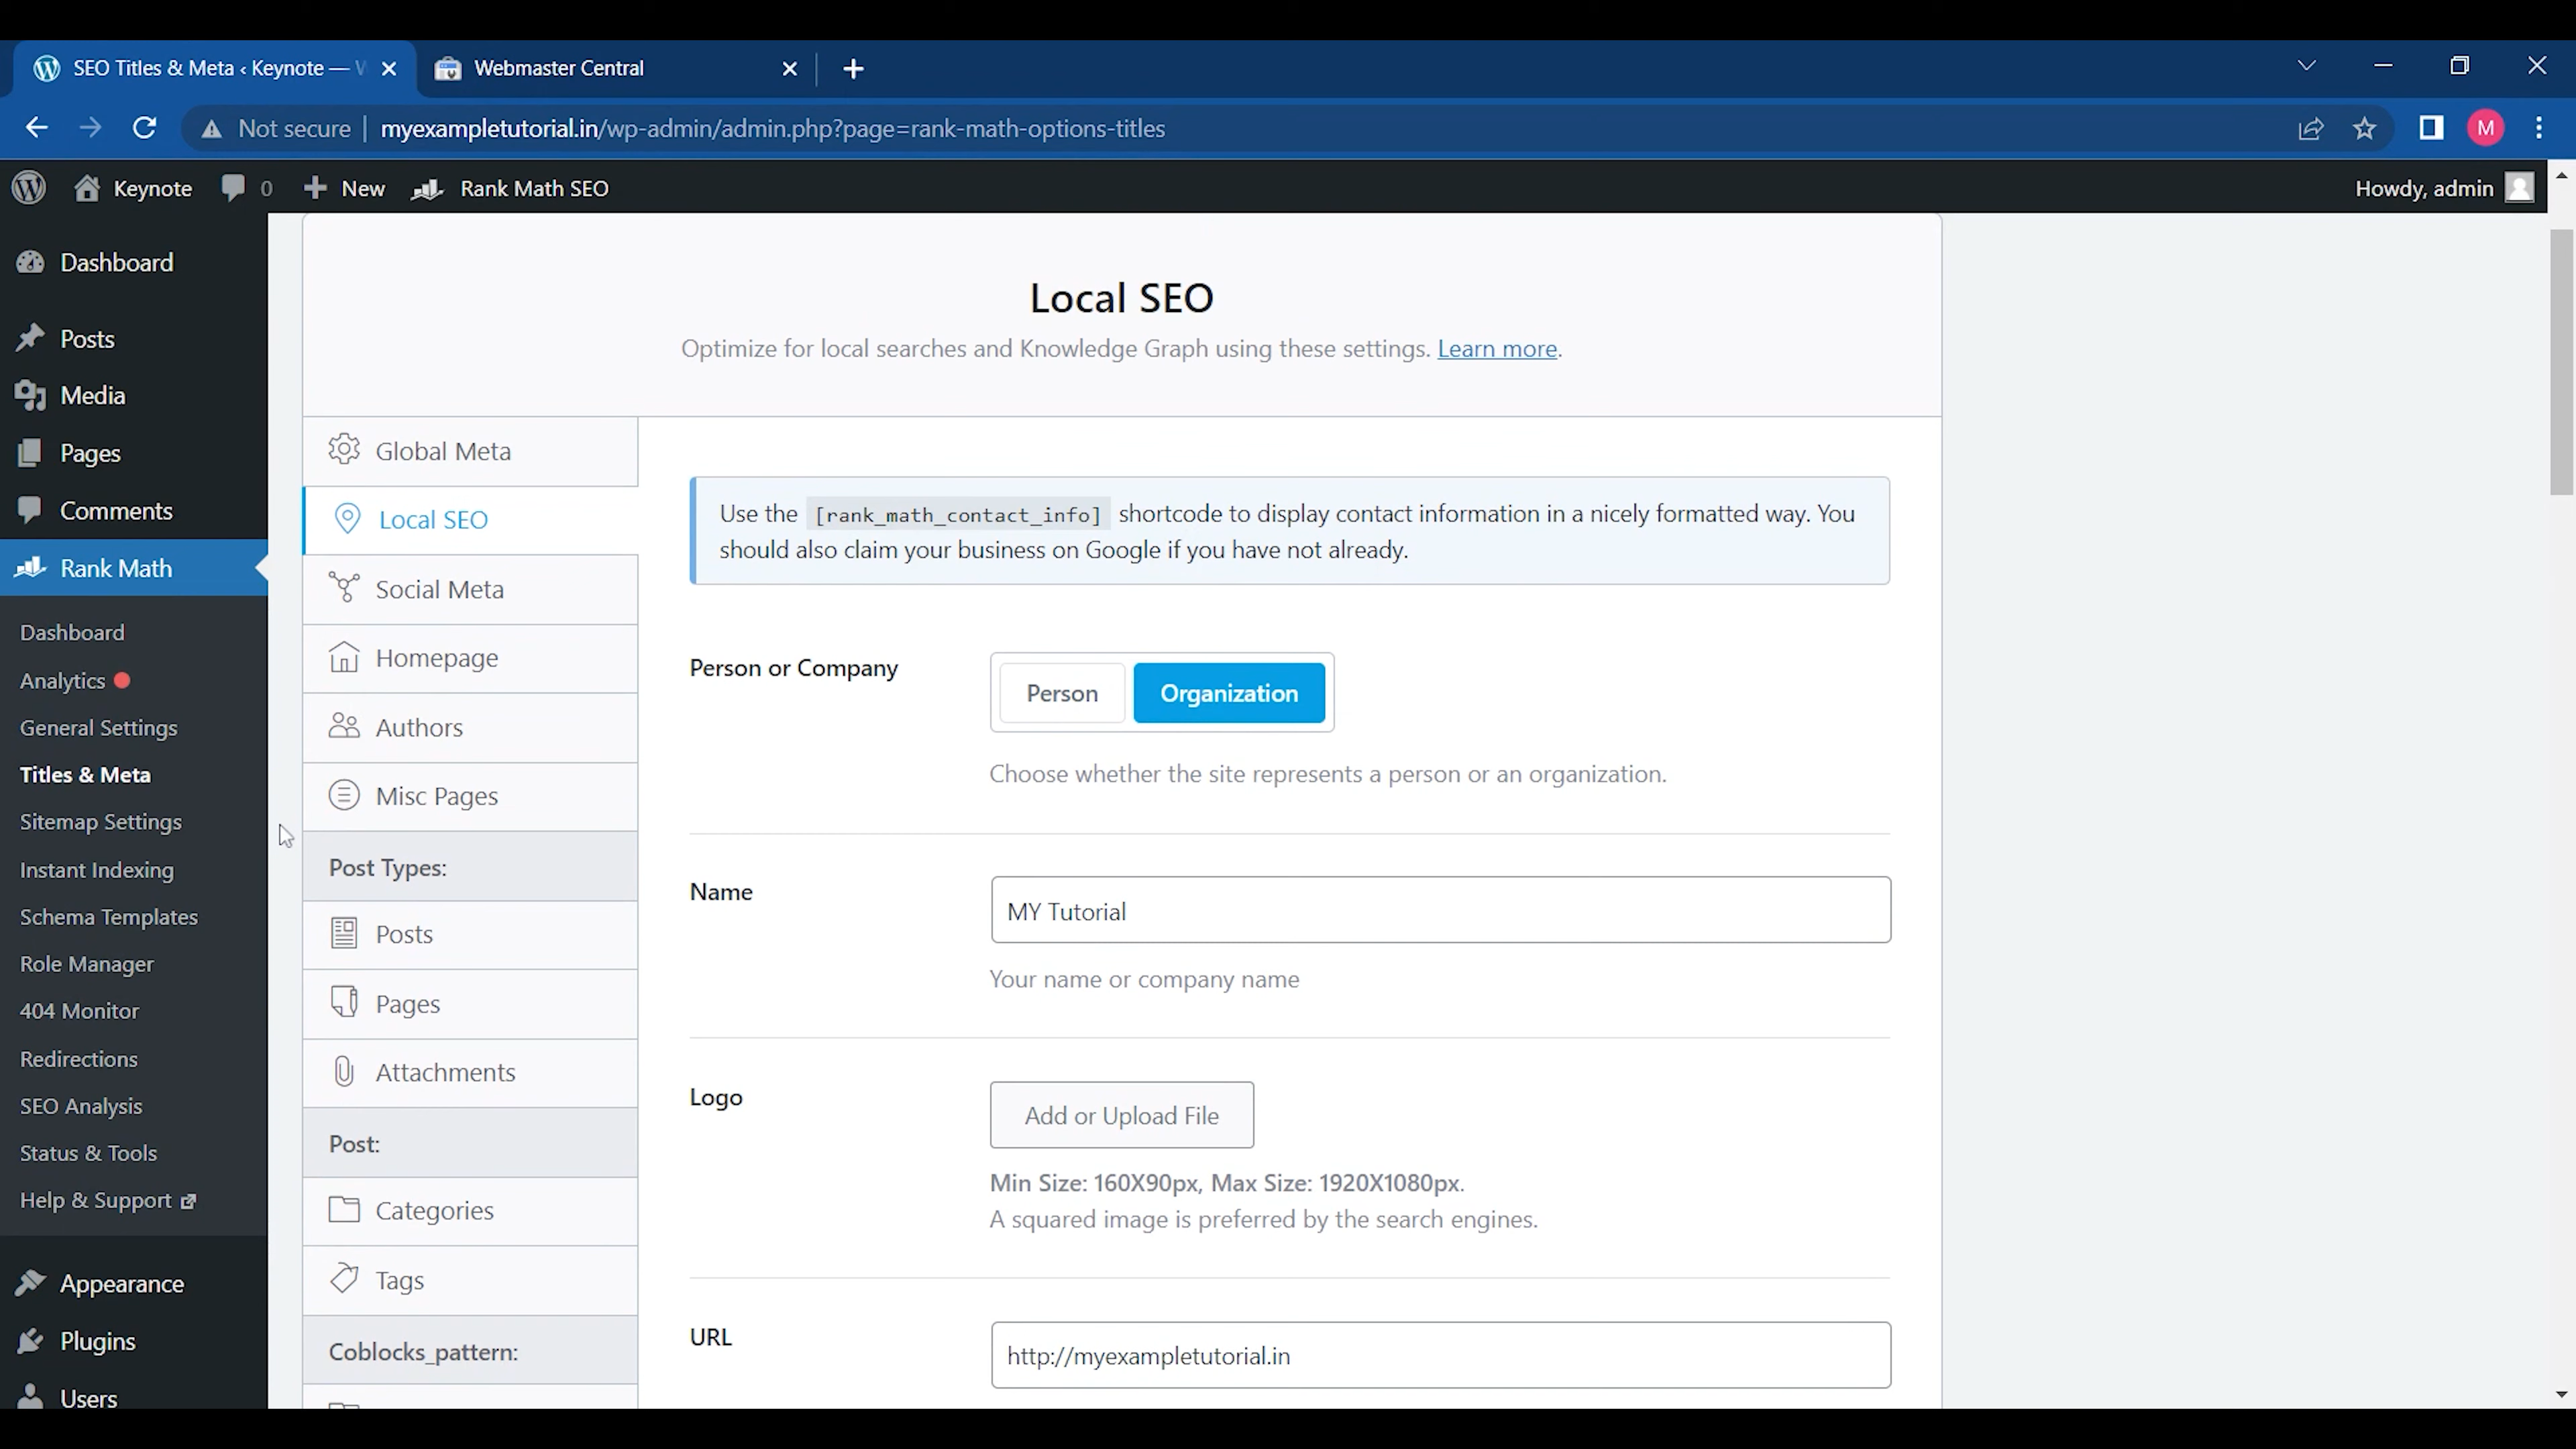 SEO Titles & Meta ‹ Keynote —
Webmaster Central
Not secure
myexampletutorial.in/wp-admin/admin.php?page=rank-math-options-titles
M
Keynote
0
New
Rank Math SEO
Howdy, admin
Dashboard
Posts
Media
Pages
Comments
Rank Math
Dashboard
Analytics
General Settings
Titles & Meta
Sitemap Settings
Instant Indexing
Schema Templates
Role Manager
404 Monitor
Redirections
SEO Analysis
Status & Tools
Help & Support
Appearance
Plugins
Users
Local SEO
Optimize for local searches and Knowledge Graph using these settings. Learn more.
Global Meta
Local SEO
Social Meta
Homepage
Authors
Misc Pages
Post Types:
Posts
Pages
Attachments
Post:
Categories
Tags
Coblocks_pattern:
Use the [rank_math_contact_info] shortcode to display contact information in a nicely formatted way. You
should also claim your business on Google if you have not already.
Person or Company
Person
Organization
Choose whether the site represents a person or an organization.
Name
MY Tutorial
Your name or company name
Logo
Add or Upload File
Min Size: 160X90px, Max Size: 1920X1080px.
A squared image is preferred by the search engines.
URL
http://myexampletutorial.in